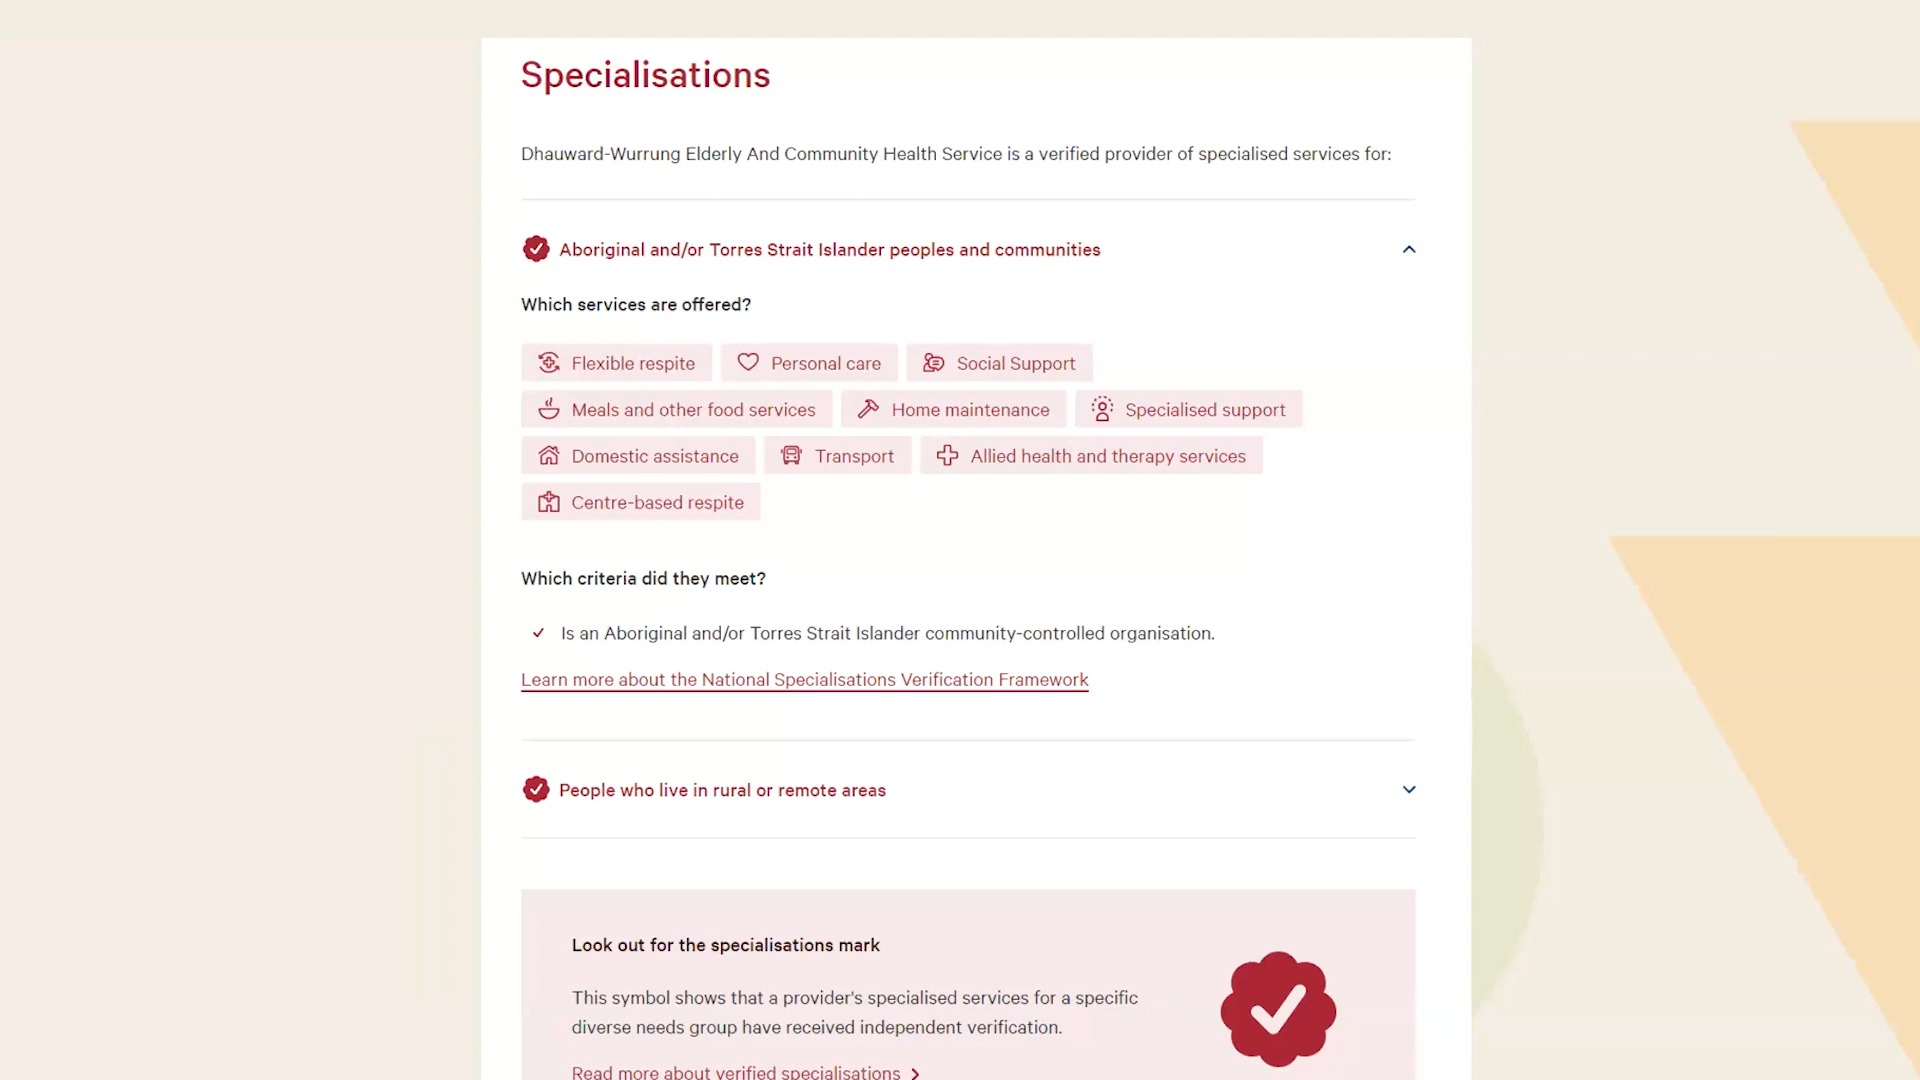 Specialisations
Dhauward-Wurrung Elderly And Community Health Service is a verified provider of specialised services for:
Aboriginal and/or Torres Strait Islander peoples and communities
Which services are offered?
Flexible respite Personal care Social Support
Meals and other food services Home maintenance Specialised support
Domestic assistance Transport Allied health and therapy services
Centre-based respite
Which criteria did they meet?
Is an Aboriginal and/or Torres Strait Islander community-controlled organisation.
Learn more about the National Specialisations Verification Framework
People who live in rural or remote areas
Look out for the specialisations mark
This symbol shows that a provider's specialised services for a specific
diverse needs group have received independent verification.
Read more about verified specialisations